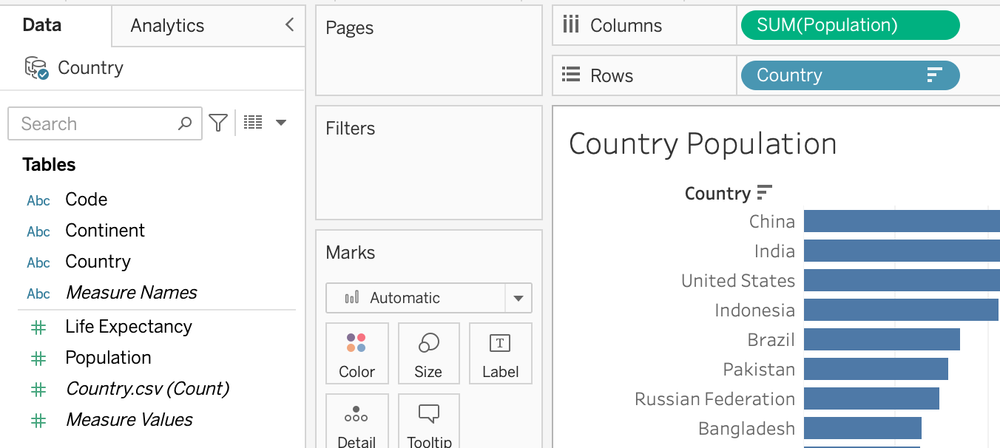 Data
Analytics
Country
Search
Tables
Abc Code
Abc Continent
Abc Country
Abc Measure Names
Life Expectancy
Population
Country.csv (Count)
Measure Values
Pages
Filters
Marks
Automatic
Color
Size
T
Label
Detail
Tooltip
Columns
SUM(Population)
Rows
Country
Country Population
Country
China
India
United States
Indonesia
Brazil
Pakistan
Russian Federation
Bangladesh